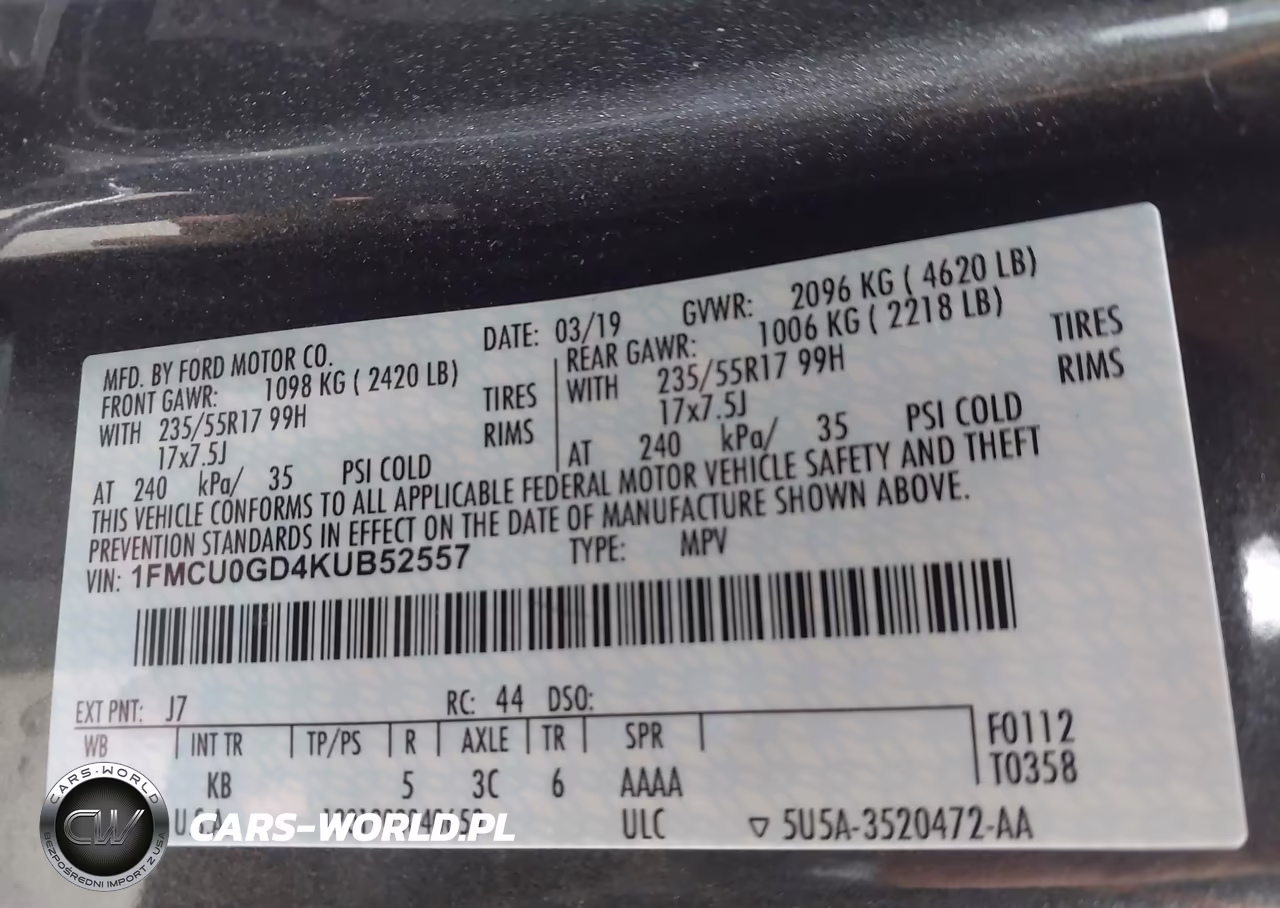 DATE: 03/19 GVWR: 2096 KG ( 4620 LB)
MFD. BY FORD MOTOR CO.
FRONT GAWR: 1098 KG ( 2420 LB)
WITH 235/55R17 99H TIRES
17x7.5J RIMS
AT 240 kPa/ 35 PSI COLD
REAR GAWR: 1006 KG ( 2218 LB)
WITH 235/55R17 99H TIRES
17x7.5J RIMS
AT 240 kPa/ 35 PSI COLD
THIS VEHICLE CONFORMS TO ALL APPLICABLE FEDERAL MOTOR VEHICLE SAFETY AND THEFT
PREVENTION STANDARDS IN EFFECT ON THE DATE OF MANUFACTURE SHOWN ABOVE.
VIN: 1FMCU0GD4KUB52557 TYPE: MPV
EXT PNT: J7 RC: 44 DSO:
WB INT TR TP/PS R AXLE TR SPR
KB 5 3C 6 AAAA
F0112
T0358
ULC 5U5A-3520472-AA
CARS-WORLD
CW
BEZPOŚREDNI IMPORT Z USA
CARS-WORLD.PL